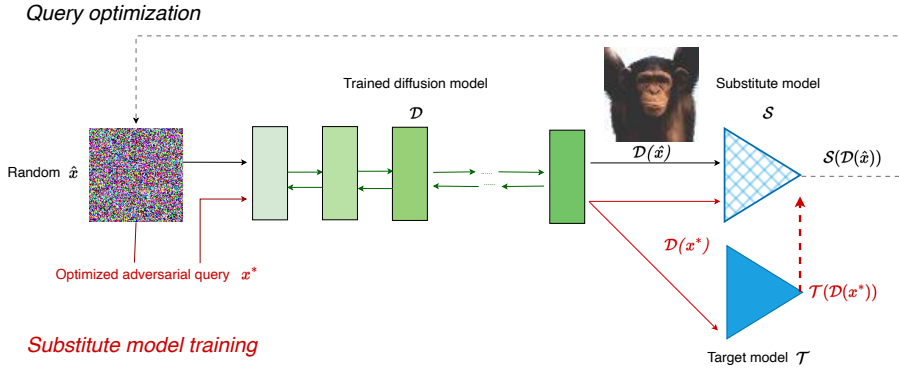 Query optimization
Trained diffusion model
𝒟
Substitute model
𝒮
Random x̂
𝒟(x̂)
𝒮(𝒟(x̂))
......
......
𝒟(x*)
Optimized adversarial query x*
𝒯(𝒟(x*))
Substitute model training
Target model 𝒯